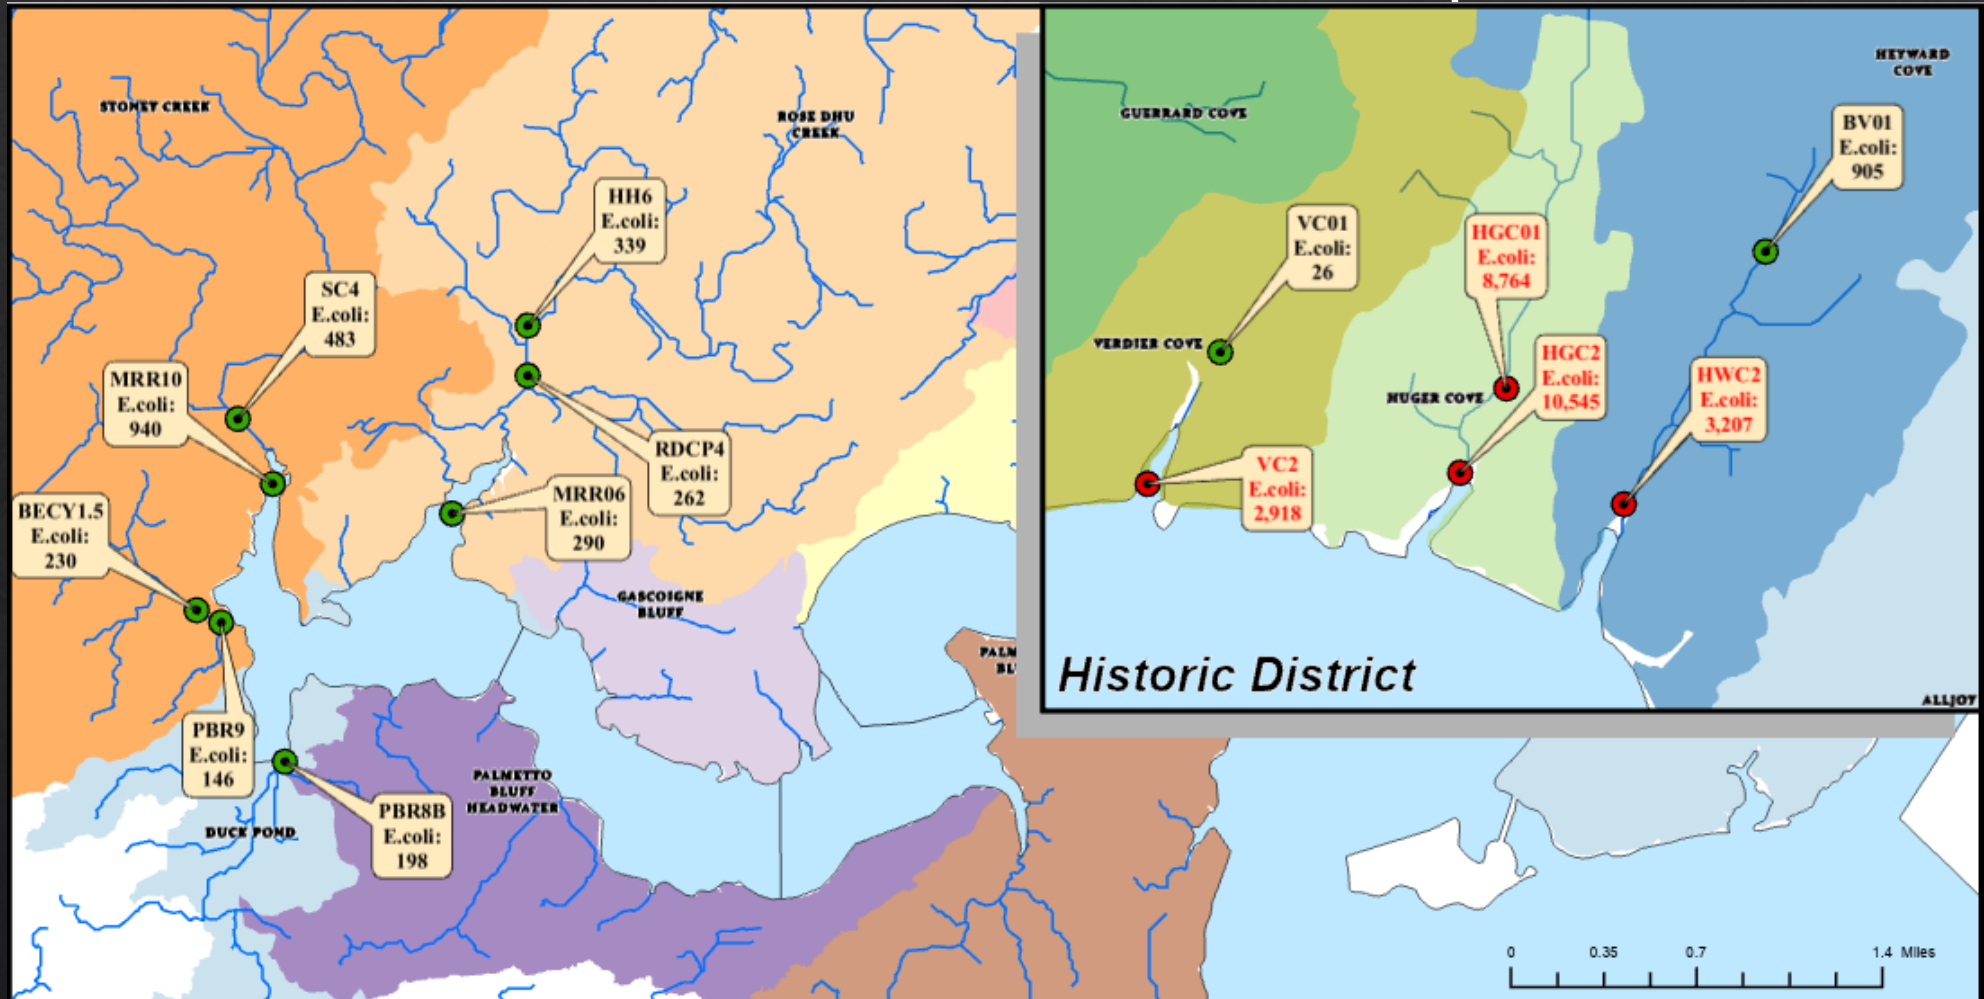 STONEY CREEK
ROSE DHU
CREEK
HH6
E.coli:
339
SC4
E.coli:
483
MRR10
E.coli:
940
RDCP4
E.coli:
262
MRR06
E.coli:
290
BECY1.5
E.coli:
230
GASCOIGNE
BLUFF
PALM
BL
PBR9
E.coli:
146
PALMETTO
BLUFF
HEADWATER
PBR8B
E.coli:
198
DUCK POND
HEYWARD
COVE
GUERRARD COVE
BV01
E.coli:
905
VC01
E.coli:
26
HGC01
E.coli:
8,764
VERDIER COVE
HGC2
E.coli:
10,545
HUGER COVE
HWC2
E.coli:
3,207
VC2
E.coli:
2,918
Historic District
ALLJOY
0 0.35 0.7 1.4 Miles